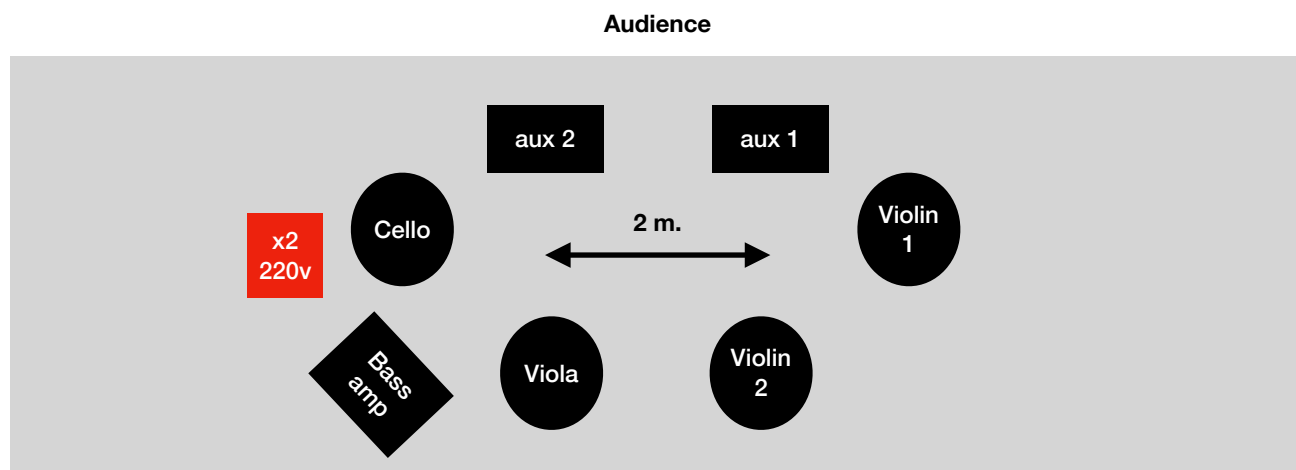 Audience
aux 2
aux 1
Cello
2 m.
Violin
1
x2
220v
Bass
amp
Viola
Violin
2